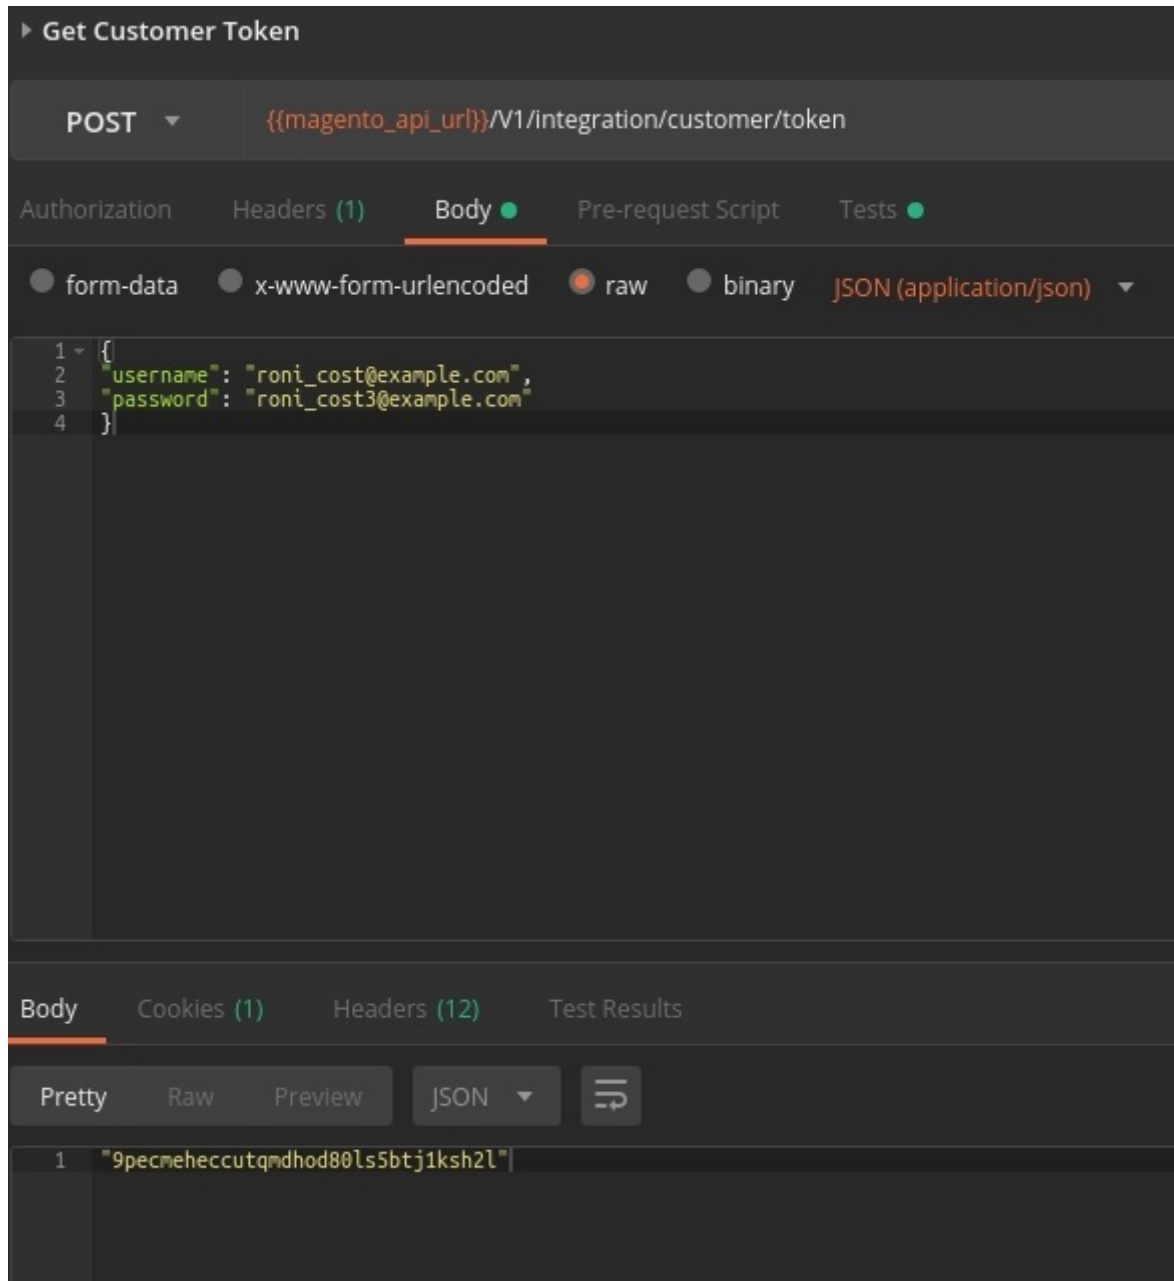 Get Customer Token
POST {{magento_api_url}}/V1/integration/customer/token
Authorization Headers (1) Body Pre-request Script Tests
form-data x-www-form-urlencoded raw binary JSON (application/json)
1 {
2 "username": "roni_cost@example.com",
3 "password": "roni_cost3@example.com"
4 }
Body Cookies (1) Headers (12) Test Results
Pretty Raw Preview JSON
1 "9pecmeheccutqmdhod80ls5btj1ksh2l"